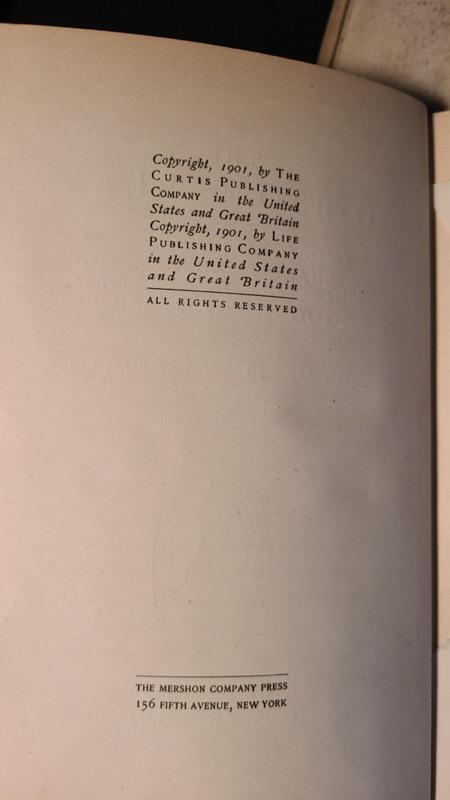 Copyright, 1901, by THE
CURTIS PUBLISHING
COMPANY in the United
States and Great Britain
Copyright, 1901, by LIFE
PUBLISHING COMPANY
in the United States
and Great Britain
ALL RIGHTS RESERVED
THE MERSHON COMPANY PRESS
156 FIFTH AVENUE, NEW YORK